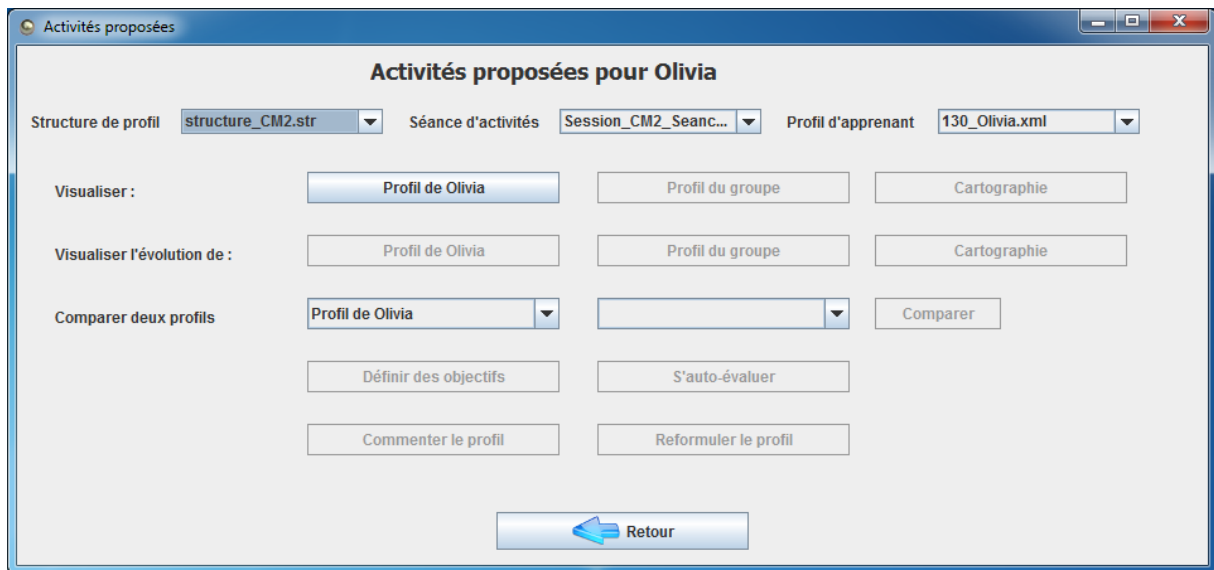 Activités proposées
Activités proposées pour Olivia
Structure de profil structure_CM2.str Séance d'activités Session_CM2_Seanc... Profil d'apprenant 130_Olivia.xml
Visualiser : Profil de Olivia Profil du groupe Cartographie
Visualiser l'évolution de : Profil de Olivia Profil du groupe Cartographie
Comparer deux profils Profil de Olivia Comparer
Définir des objectifs S'auto-évaluer
Commenter le profil Reformuler le profil
Retour